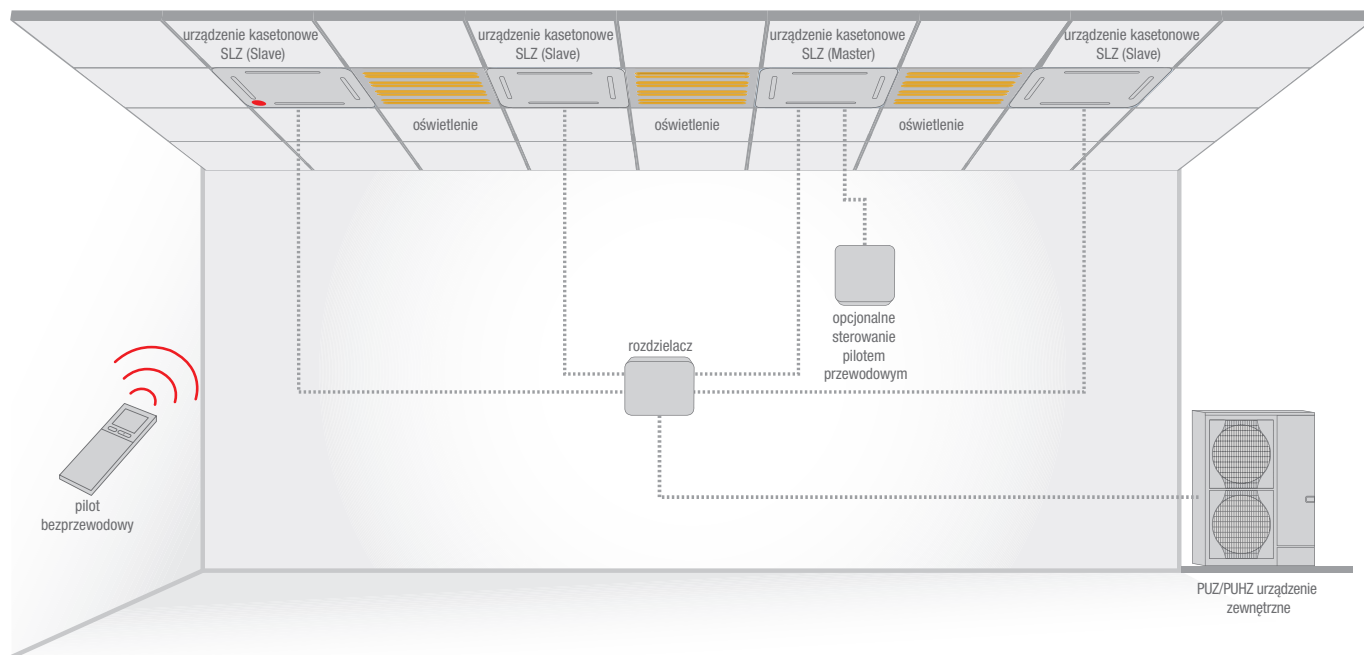 urządzenie kasetonowe
SLZ (Slave)
urządzenie kasetonowe
SLZ (Slave)
urządzenie kasetonowe
SLZ (Master)
urządzenie kasetonowe
SLZ (Slave)
oświetlenie
oświetlenie
oświetlenie
opcjonalne
sterowanie
pilotem
przewodowym
rozdzielacz
pilot
bezprzewodowy
PUZ/PUHZ urządzenie
zewnętrzne